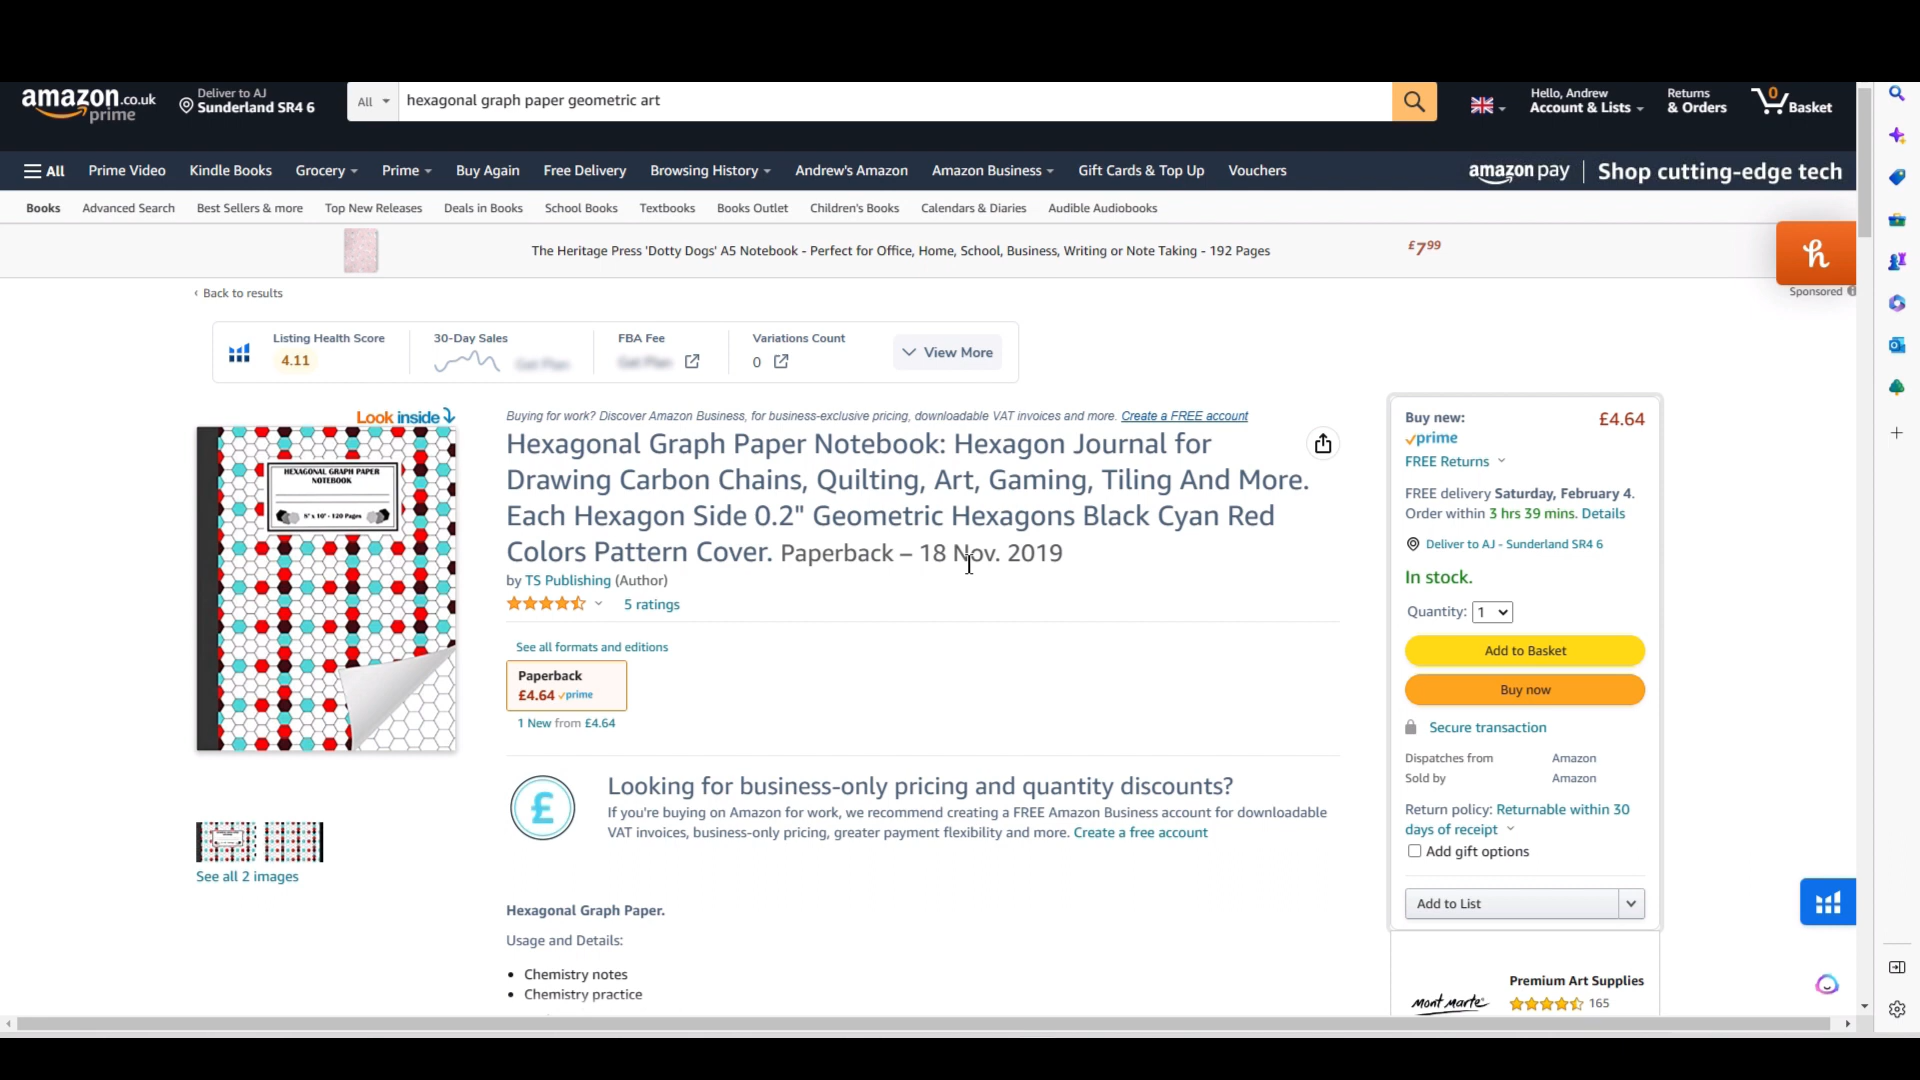 amazon.co.uk
prime
Deliver to AJ
Sunderland SR4 6
All
hexagonal graph paper geometric art
Hello, Andrew
Account & Lists
Returns
& Orders
0
Basket
All
Prime Video
Kindle Books
Grocery
Prime
Buy Again
Free Delivery
Browsing History
Andrew's Amazon
Amazon Business
Gift Cards & Top Up
Vouchers
amazon pay
Shop cutting-edge tech
Books
Advanced Search
Best Sellers & more
Top New Releases
Deals in Books
School Books
Textbooks
Books Outlet
Children's Books
Calendars & Diaries
Audible Audiobooks
The Heritage Press 'Dotty Dogs' A5 Notebook - Perfect for Office, Home, School, Business, Writing or Note Taking - 192 Pages
£7.99
Sponsored
‹ Back to results
Listing Health Score
4.11
30-Day Sales
FBA Fee
Variations Count
0
View More
Look inside
HEXAGONAL GRAPH PAPER
NOTEBOOK
8" x 10" - 120 Pages
See all 2 images
Buying for work? Discover Amazon Business, for business-exclusive pricing, downloadable VAT invoices and more. Create a FREE account
Hexagonal Graph Paper Notebook: Hexagon Journal for
Drawing Carbon Chains, Quilting, Art, Gaming, Tiling And More.
Each Hexagon Side 0.2" Geometric Hexagons Black Cyan Red
Colors Pattern Cover. Paperback – 18 Nov. 2019
by TS Publishing (Author)
5 ratings
See all formats and editions
Paperback
£4.64 prime
1 New from £4.64
£
Looking for business-only pricing and quantity discounts?
If you're buying on Amazon for work, we recommend creating a FREE Amazon Business account for downloadable
VAT invoices, business-only pricing, greater payment flexibility and more. Create a free account
Hexagonal Graph Paper.
Usage and Details:
• Chemistry notes
• Chemistry practice
Buy new:
£4.64
prime
FREE Returns
FREE delivery Saturday, February 4.
Order within 3 hrs 39 mins. Details
Deliver to AJ - Sunderland SR4 6
In stock.
Quantity: 1
Add to Basket
Buy now
Secure transaction
Dispatches from Amazon
Sold by Amazon
Return policy: Returnable within 30
days of receipt
Add gift options
Add to List
Premium Art Supplies
mont marte
165